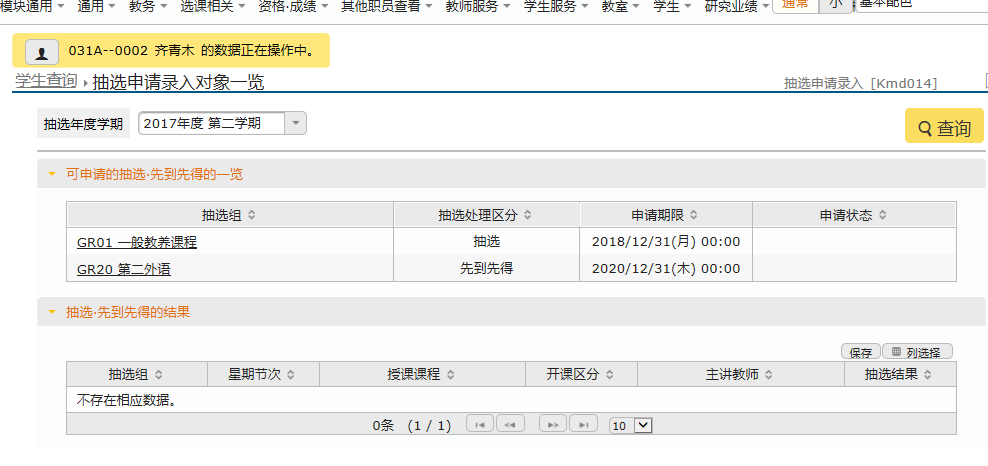 模块通用 通用 教务 选课相关 资格·成绩 其他职员查看 教师服务 学生服务 教室 学生 研究业绩 通常 小 基本配色
031A--0002 齐青木 的数据正在操作中。
学生查询 抽选申请录入对象一览 抽选申请录入 [Kmd014]
抽选年度学期 2017年度 第二学期 查询
可申请的抽选·先到先得的一览
抽选组 抽选处理区分 申请期限 申请状态
GR01 一般教养课程 抽选 2018/12/31(月) 00:00
GR20 第二外语 先到先得 2020/12/31(木) 00:00
抽选·先到先得的结果
保存 列选择
抽选组 星期节次 授课课程 开课区分 主讲教师 抽选结果
不存在相应数据。
0条 (1 / 1) 10